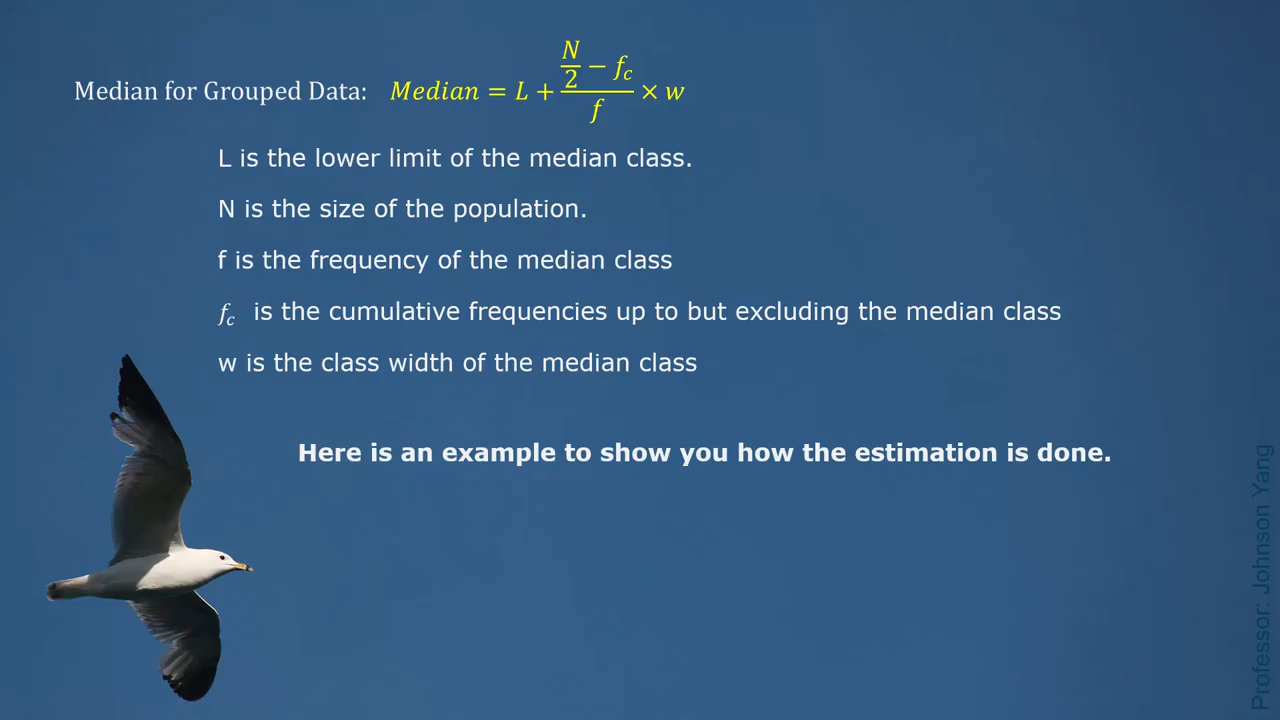 Median for Grouped Data: Median = L + \frac{\frac{N}{2} - f_c}{f} × w
L is the lower limit of the median class.
N is the size of the population.
f is the frequency of the median class
f_c is the cumulative frequencies up to but excluding the median class
w is the class width of the median class
Here is an example to show you how the estimation is done.
Professor: Johnson Yang